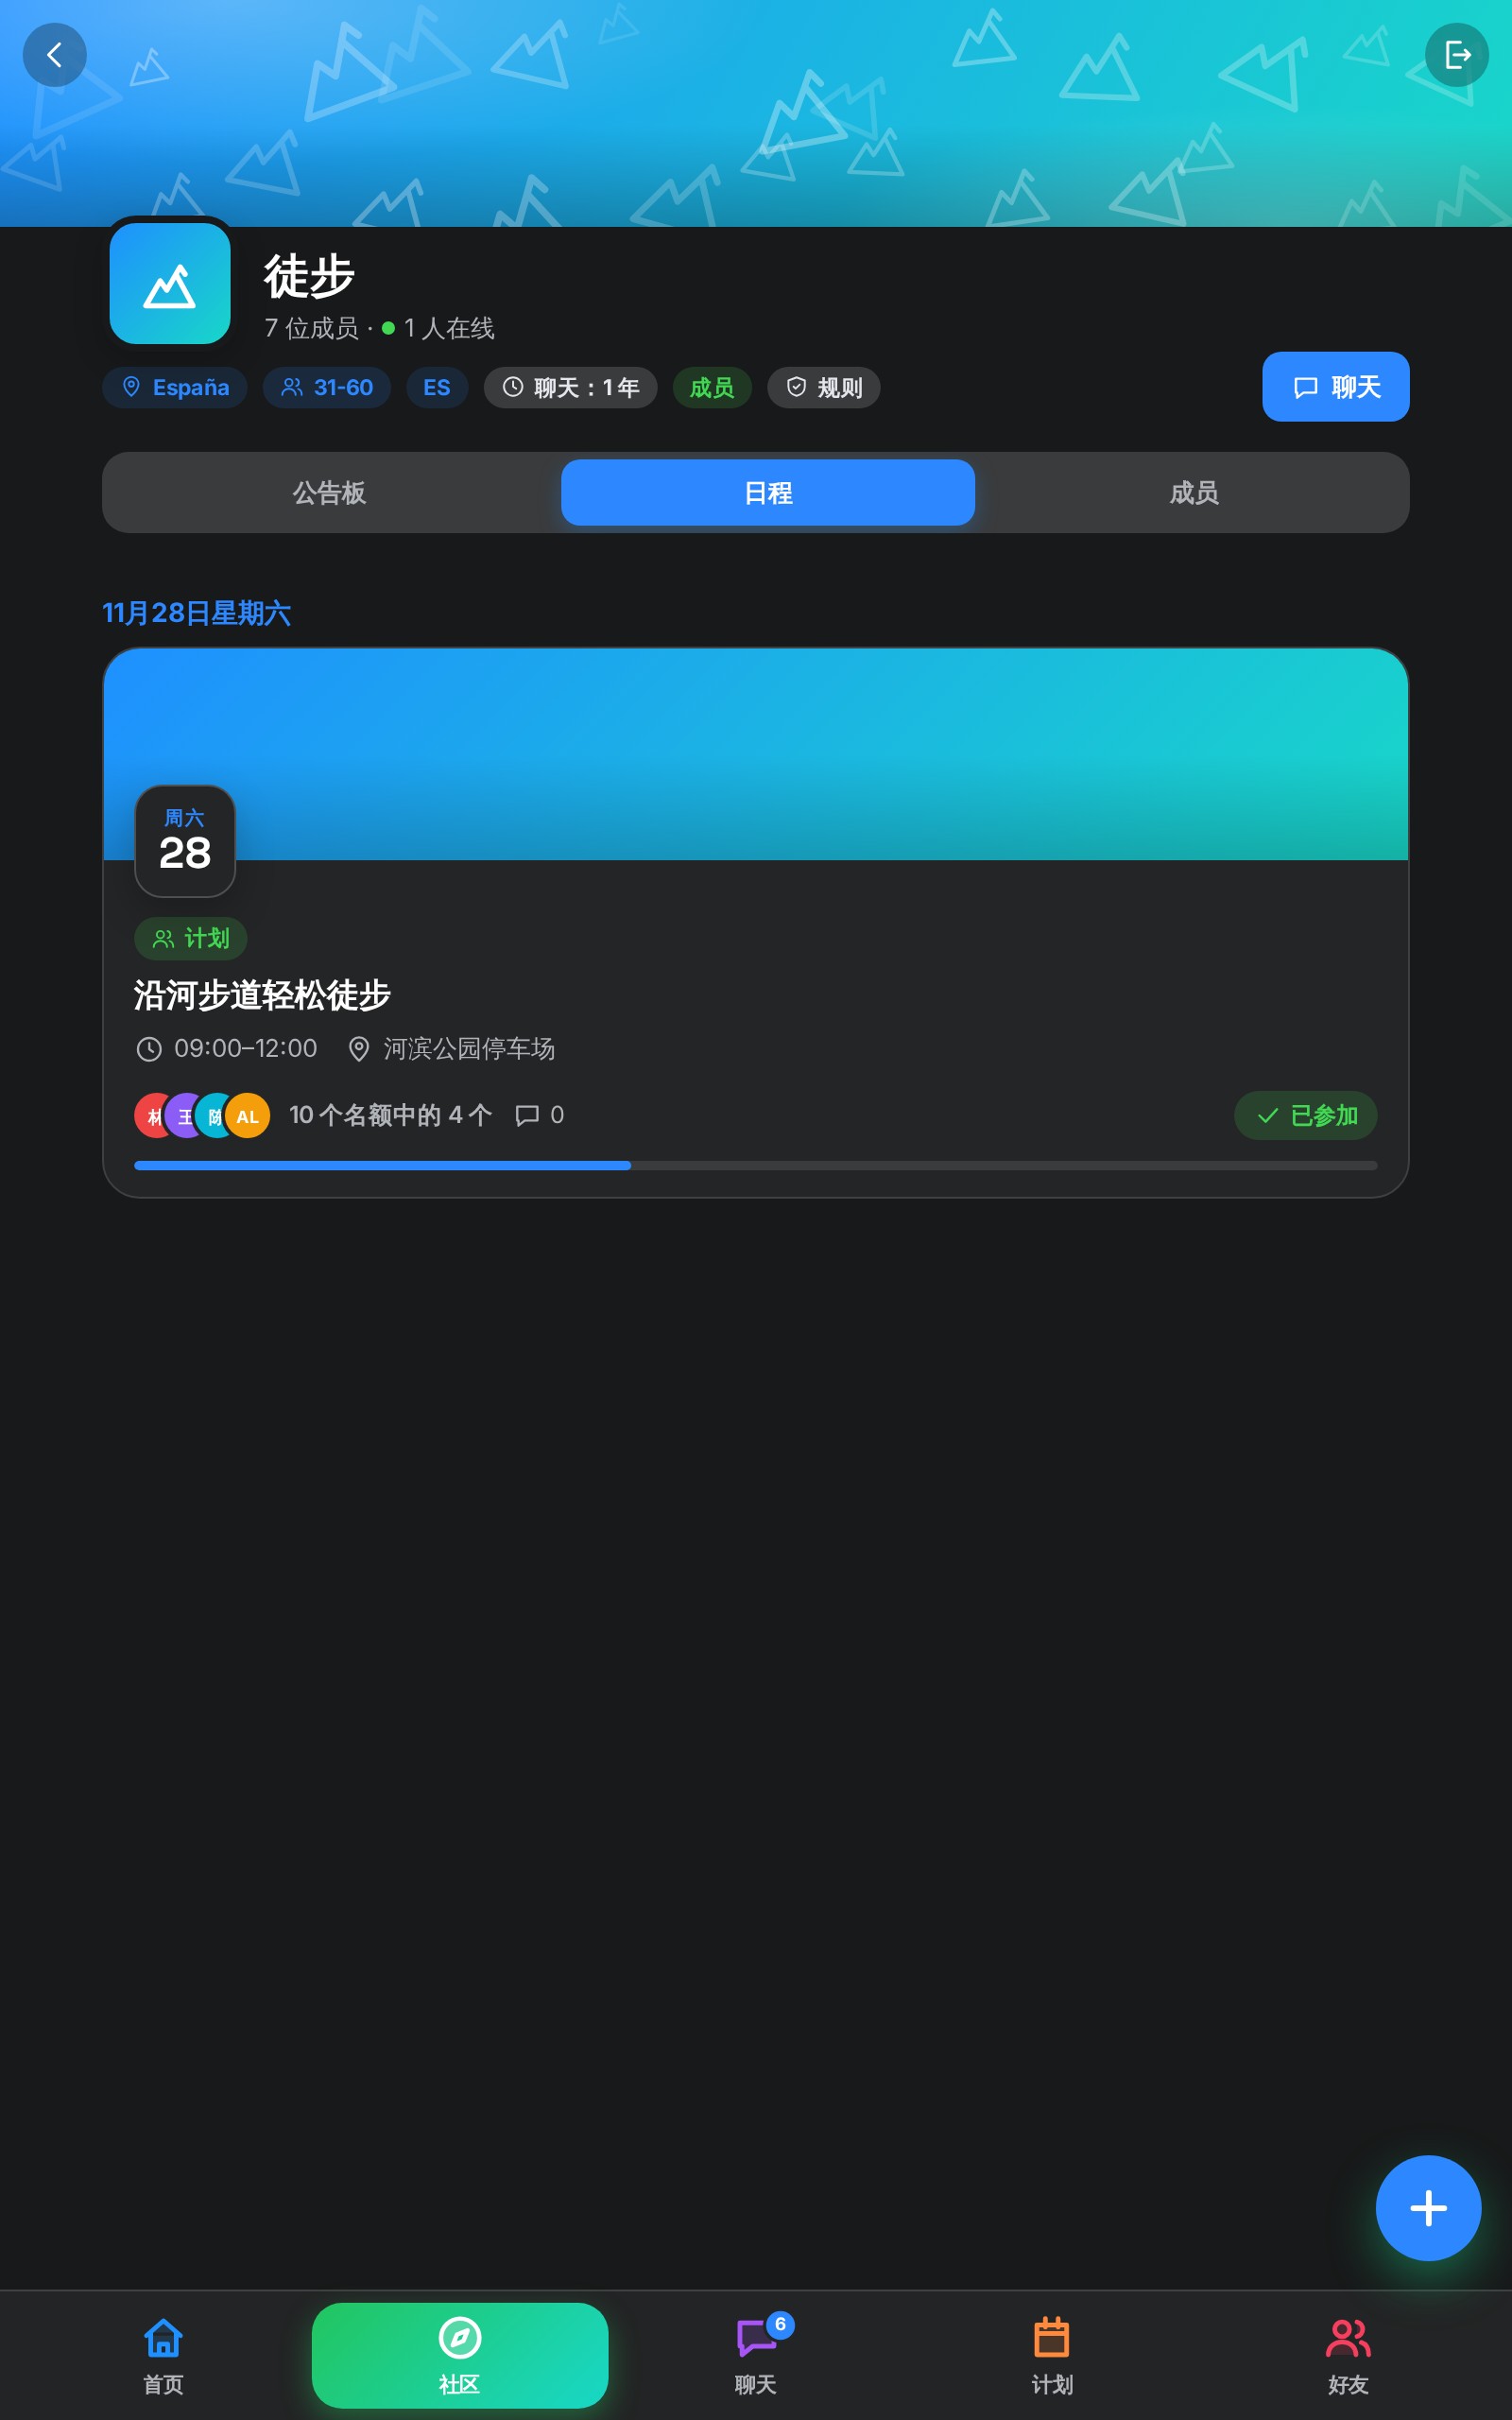 徒步
7 位成员 · 1 人在线
España 31-60 ES 聊天：1 年 成员 规则
聊天
公告板 日程 成员
11月28日星期六
周六
28
计划
沿河步道轻松徒步
09:00–12:00 河滨公园停车场
林 王 陈 AL 10 个名额中的 4 个 0 已参加
6
首页 社区 聊天 计划 好友